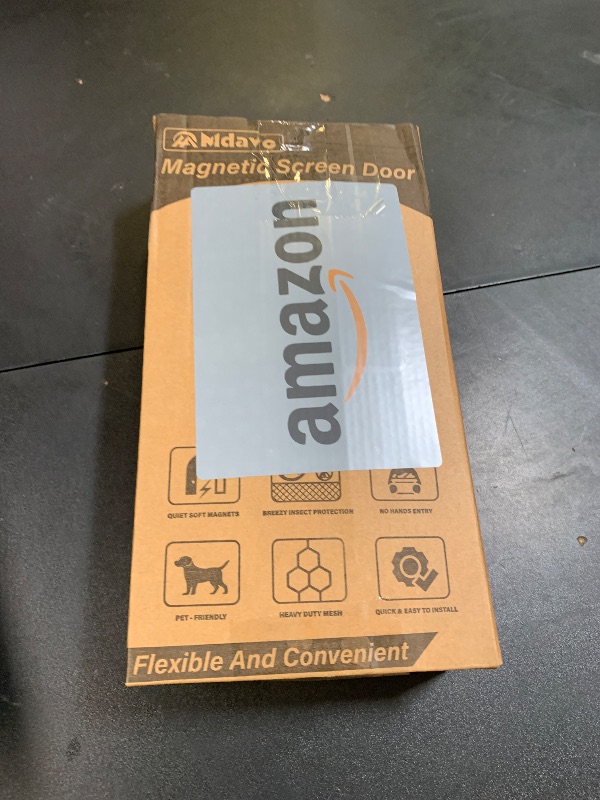 Mdavo
Magnetic Screen Door
amazon
QUIET SOFT MAGNETS
BREEZY INSECT PROTECTION
NO HANDS ENTRY
PET - FRIENDLY
HEAVY DUTY MESH
QUICK & EASY TO INSTALL
Flexible And Convenient